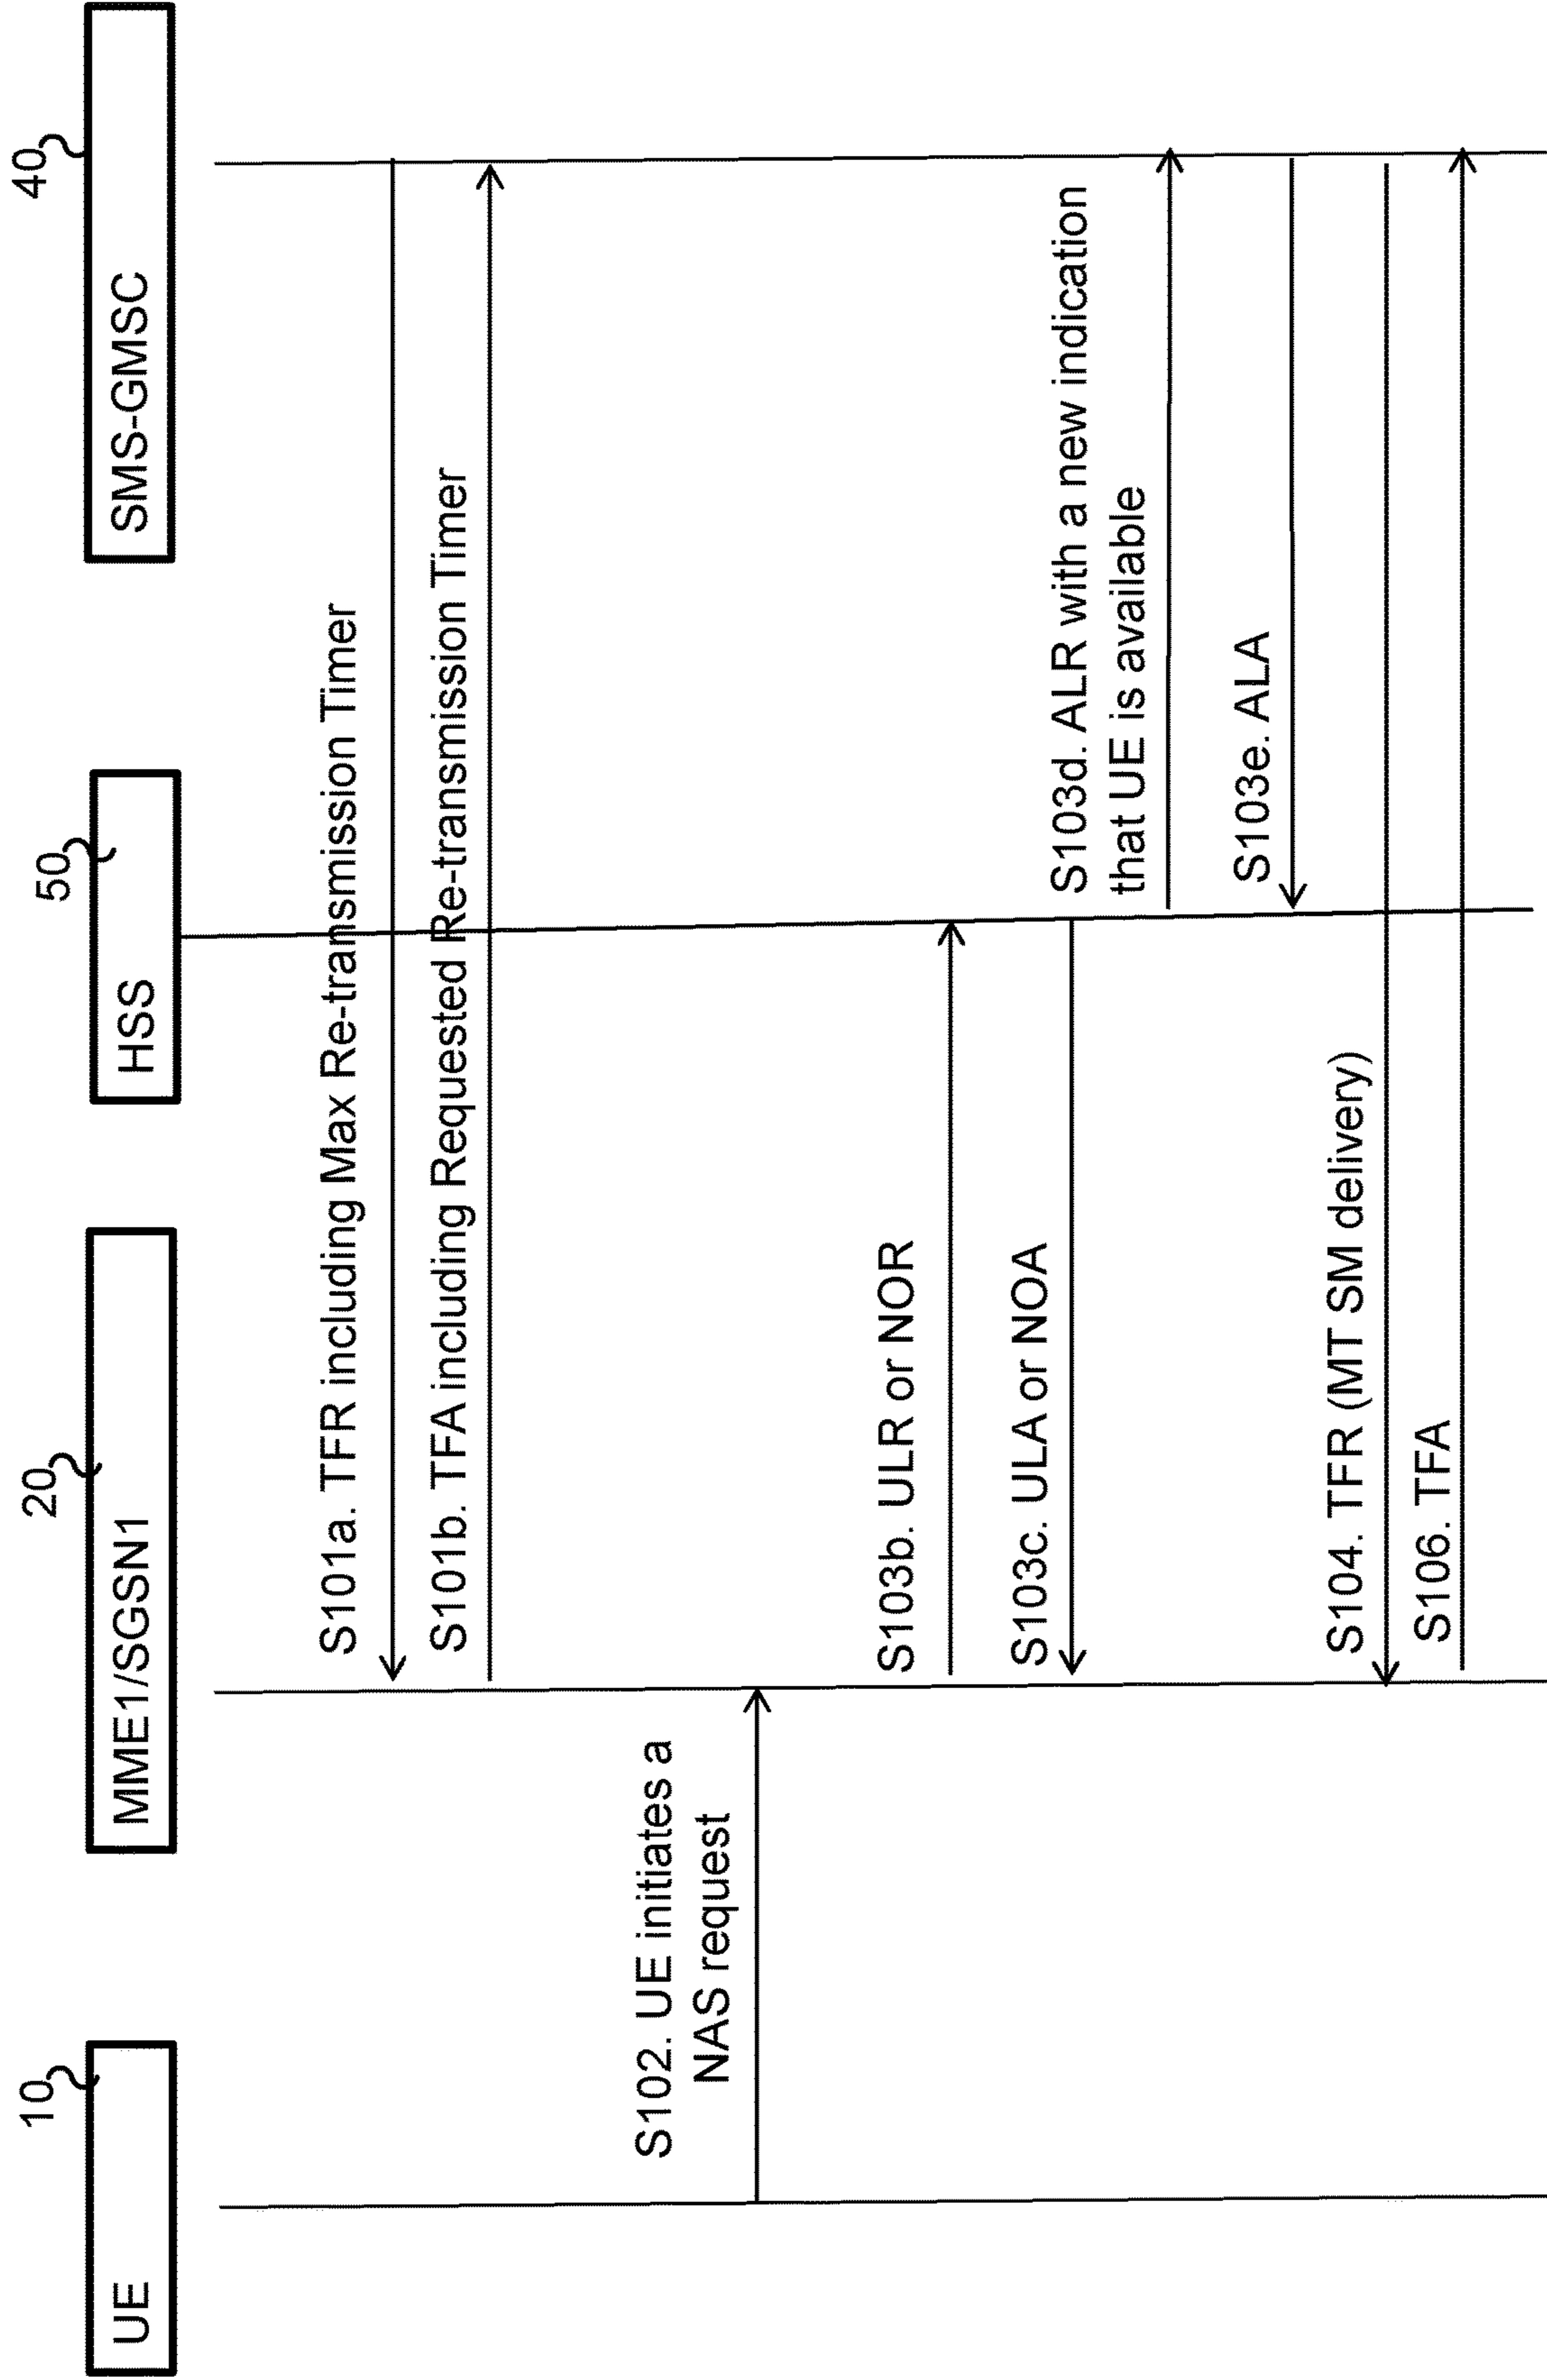 10
20
50
40
UE
MME1/SGSN1
HSS
SMS-GMSC
S101a. TFR including Max Re-transmission Timer
S101b. TFA including Requested Re-transmission Timer
S102. UE initiates a
NAS request
S103b. ULR or NOR
S103c. ULA or NOA
S103d. ALR with a new indication
that UE is available
S103e. ALA
S104. TFR (MT SM delivery)
S106. TFA